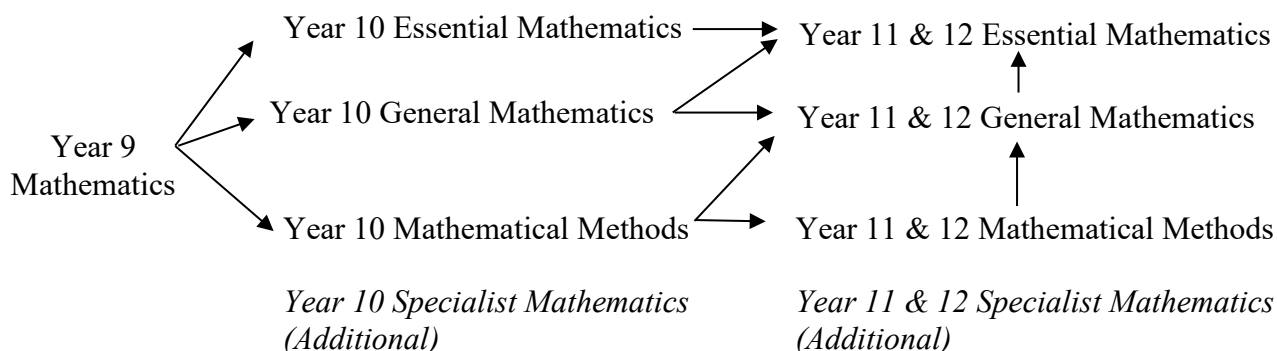 Year 10 Essential Mathematics
Year 11 & 12 Essential Mathematics
Year 10 General Mathematics
Year 11 & 12 General Mathematics
Year 9
Mathematics
Year 10 Mathematical Methods
Year 11 & 12 Mathematical Methods
Year 10 Specialist Mathematics
(Additional)
Year 11 & 12 Specialist Mathematics
(Additional)